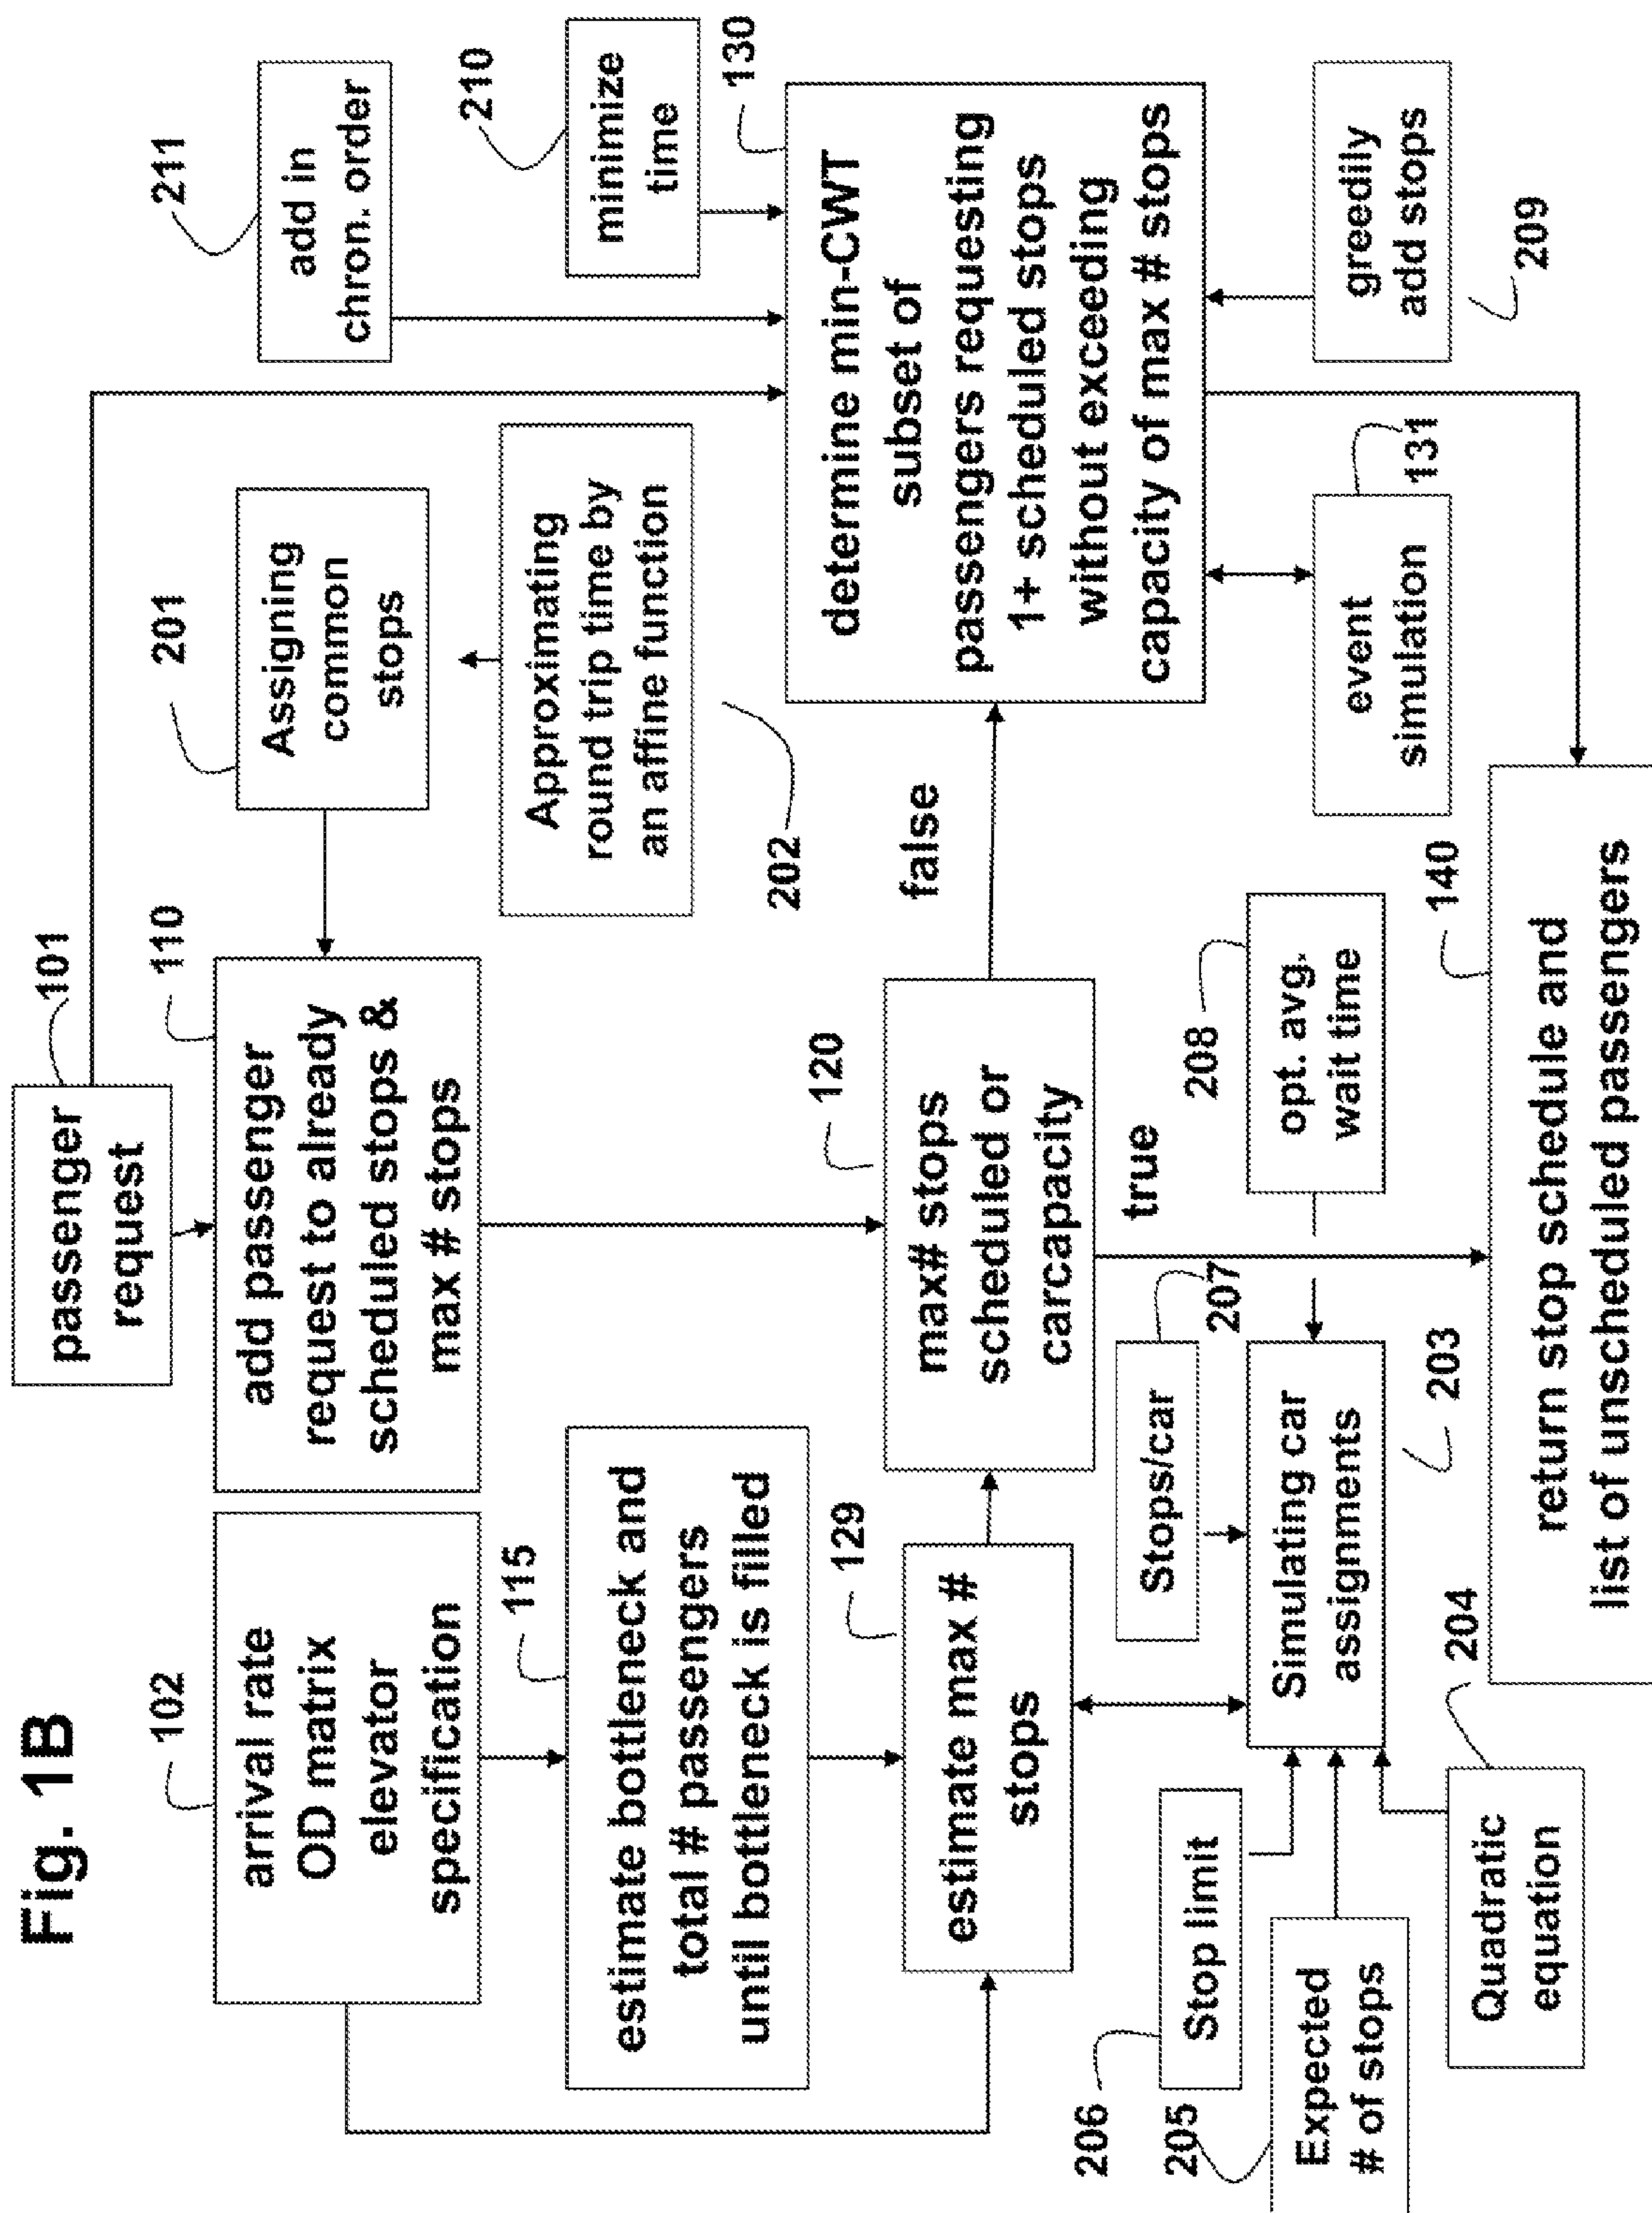 Fig. 1B
102
arrival rate
OD matrix
elevator
specification
101
passenger
request
110
add passenger
request to already
scheduled stops &
max # stops
201
Assigning
common
stops
211
add in
chron. order
115
estimate bottleneck and
total # passengers
until bottleneck is filled
Approximating
round trip time by
an affine function
202
210
minimize
time
129
estimate max #
stops
120
max# stops
scheduled or
carcapacity
false
130
determine min-CWT
subset of
passengers requesting
1+ scheduled stops
without exceeding
capacity of max # stops
true
206
Stop limit
Stops/car
207
208
opt. avg.
wait time
205
Expected
# of stops
Simulating car
assignments
203
event
simulation
131
greedily
add stops
209
Quadratic
equation
204
140
return stop schedule and
list of unscheduled passengers